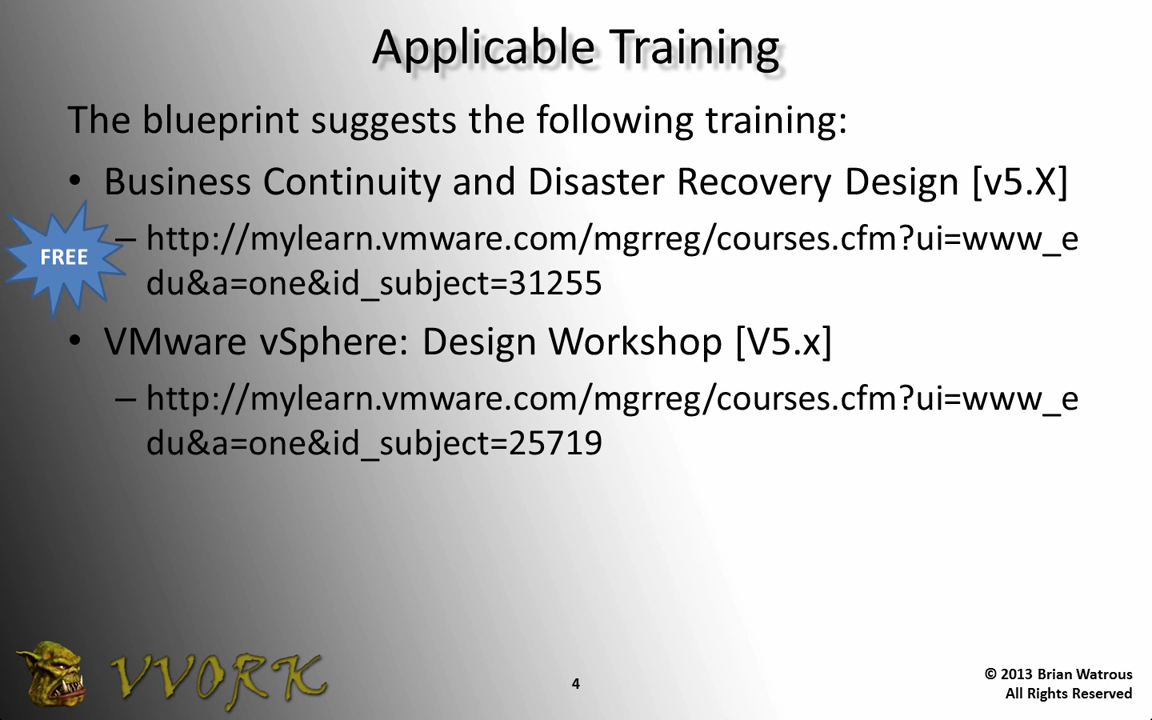 Applicable Training
The blueprint suggests the following training:
• Business Continuity and Disaster Recovery Design [v5.X]
FREE
– http://mylearn.vmware.com/mgrreg/courses.cfm?ui=www_e
du&a=one&id_subject=31255
• VMware vSphere: Design Workshop [V5.x]
– http://mylearn.vmware.com/mgrreg/courses.cfm?ui=www_e
du&a=one&id_subject=25719
VVORK
4
© 2013 Brian Watrous
All Rights Reserved